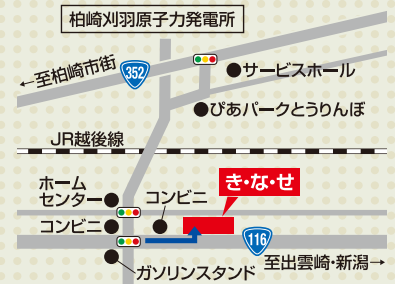 柏崎刈羽原子力発電所
←至柏崎市街
352
サービスホール
ぴあパークとうりんぼ
JR越後線
ホーム
センター
コンビニ
き・な・せ
コンビニ
116
至出雲崎・新潟→
ガソリンスタンド